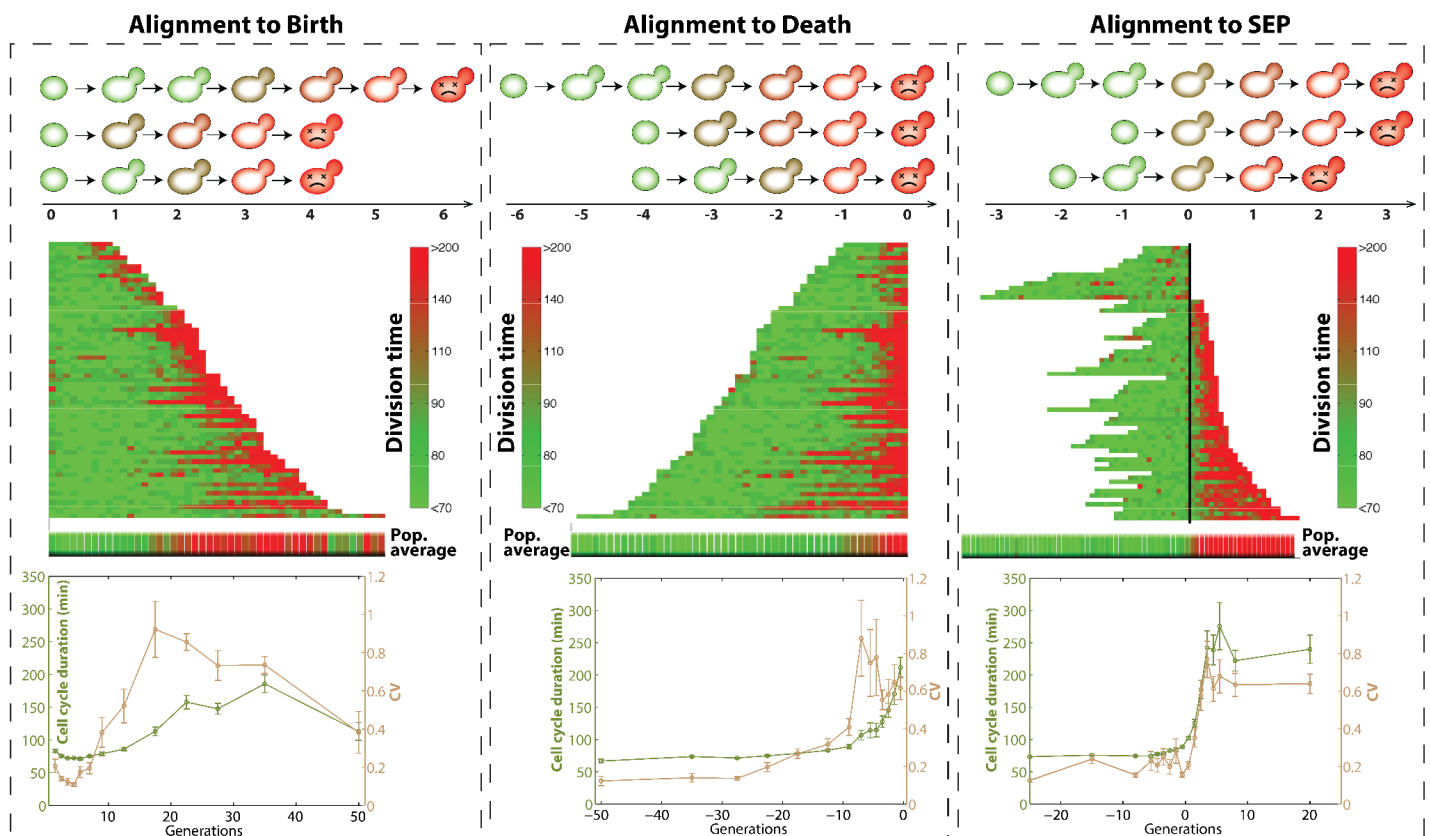 Alignment to Birth
0 1 2 3 4 5 6
>200
140
110
90
80
<70
Division time
Pop.
average
350
300
250
200
150
100
50
0
Cell cycle duration (min)
1.2
1
0.8
0.6
0.4
0.2
0
CV
10 20 30 40 50
Generations
Alignment to Death
-6 -5 -4 -3 -2 -1 0
>200
140
110
90
80
<70
Division time
Pop.
average
350
300
250
200
150
100
50
0
Cell cycle duration (min)
1.2
1
0.8
0.6
0.4
0.2
0
CV
−50 −40 −30 −20 −10 0
Generations
Alignment to SEP
-3 -2 -1 0 1 2 3
>200
140
110
90
80
<70
Division time
Pop.
average
350
300
250
200
150
100
50
0
Cell cycle duration (min)
1.2
1
0.8
0.6
0.4
0.2
0
CV
−20 −10 0 10 20
Generations